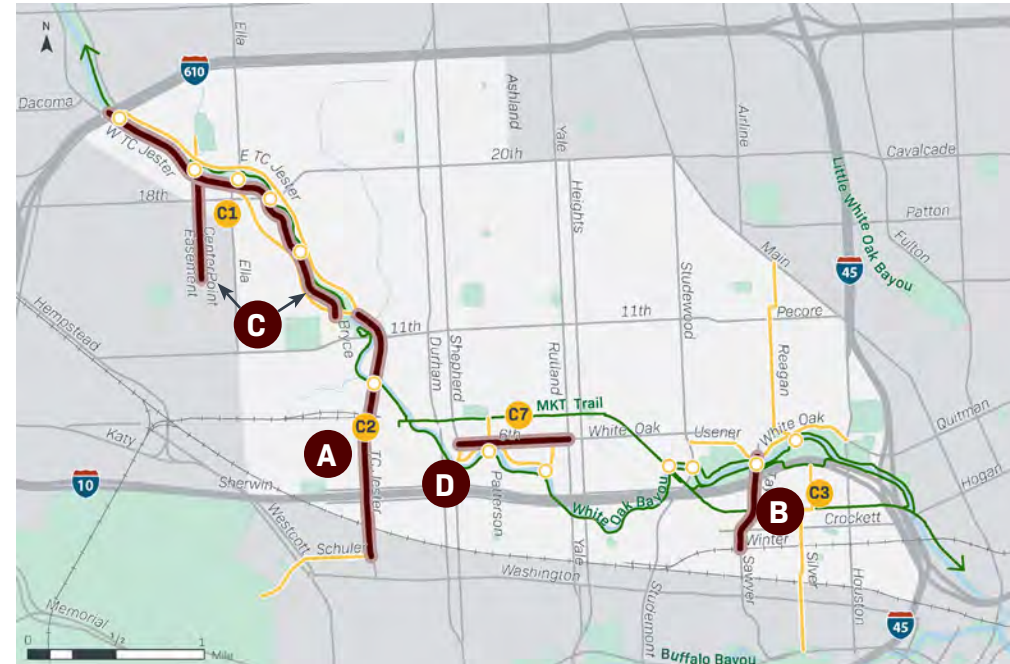 N
Ella
610
Dacoma
W TC Jester
E TC Jester
Ashland
Yale
Airline
20th
Cavalcade
18th
C1
Heights
Little White Oak Bayou
Patton
Fulton
CenterPoint
Easement
Ella
C
Main
45
Studewood
Hempstead
Bryce
11th
11th
Pecore
Durham
Shepherd
Rutland
Reagan
C7
MKT Trail
C2
6th
White Oak
Usener
White Oak
Quitman
Katy
A
TC Jester
D
Patterson
Hogan
10
Sherwin
White Oak Bayou
B
C3
Crockett
Westcott
Schuler
Winter
Washington
Yale
Sawyer
Silver
Houston
Studemont
Memorial
0
1
Mile
Buffalo Bayou
45